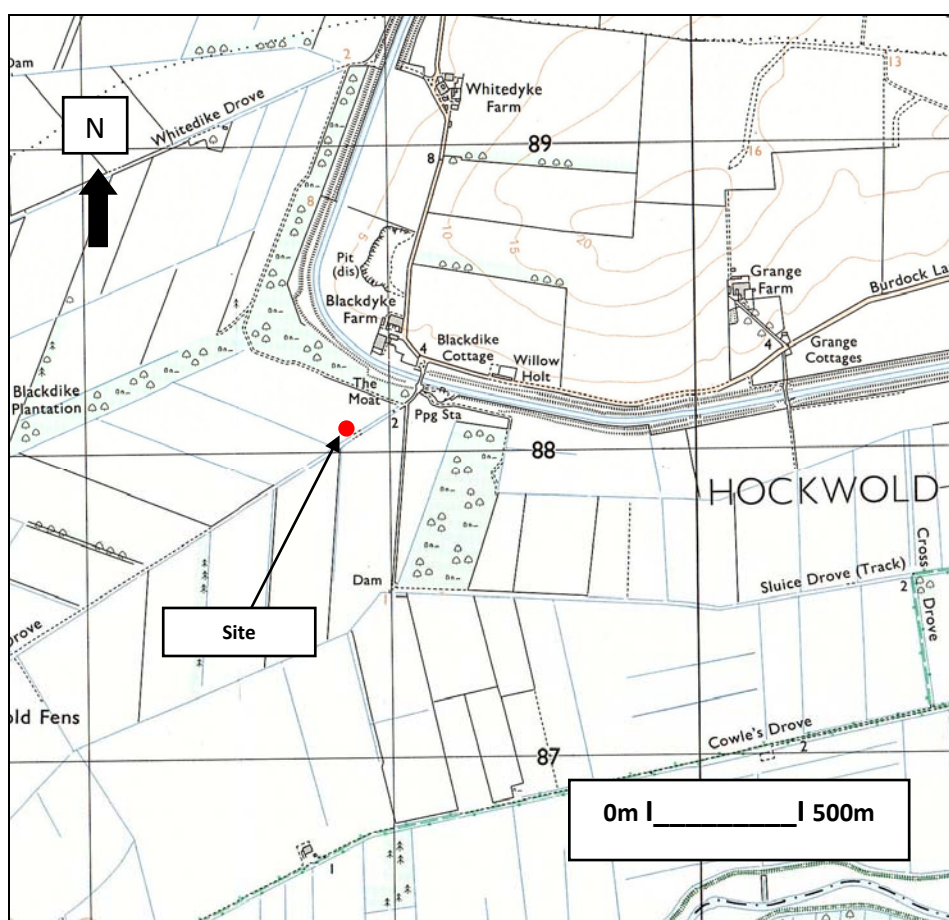 Dam
2
13
Whitedyke
Farm
N
Whitedike Drove
89
16
8
8
5
10
15
20
Pit
(dis)
Grange
Farm
Burdock La
Blackdyke
Farm
4
Blackdike
Cottage
Willow
Holt
4
Grange
Cottages
Blackdike
Plantation
The
Moat
2
Ppg Sta
88
HOCKWOLD
Cross
Drove
Dam
1
Sluice Drove (Track)
2
Site
rove
old Fens
87
Cowle's Drove
2
0m I__________I 500m
1